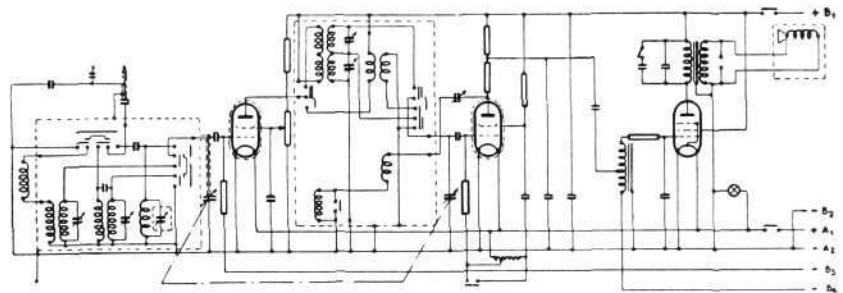 + B₁
- B₂
+ A₁
- A₂
- B₃
- B₄